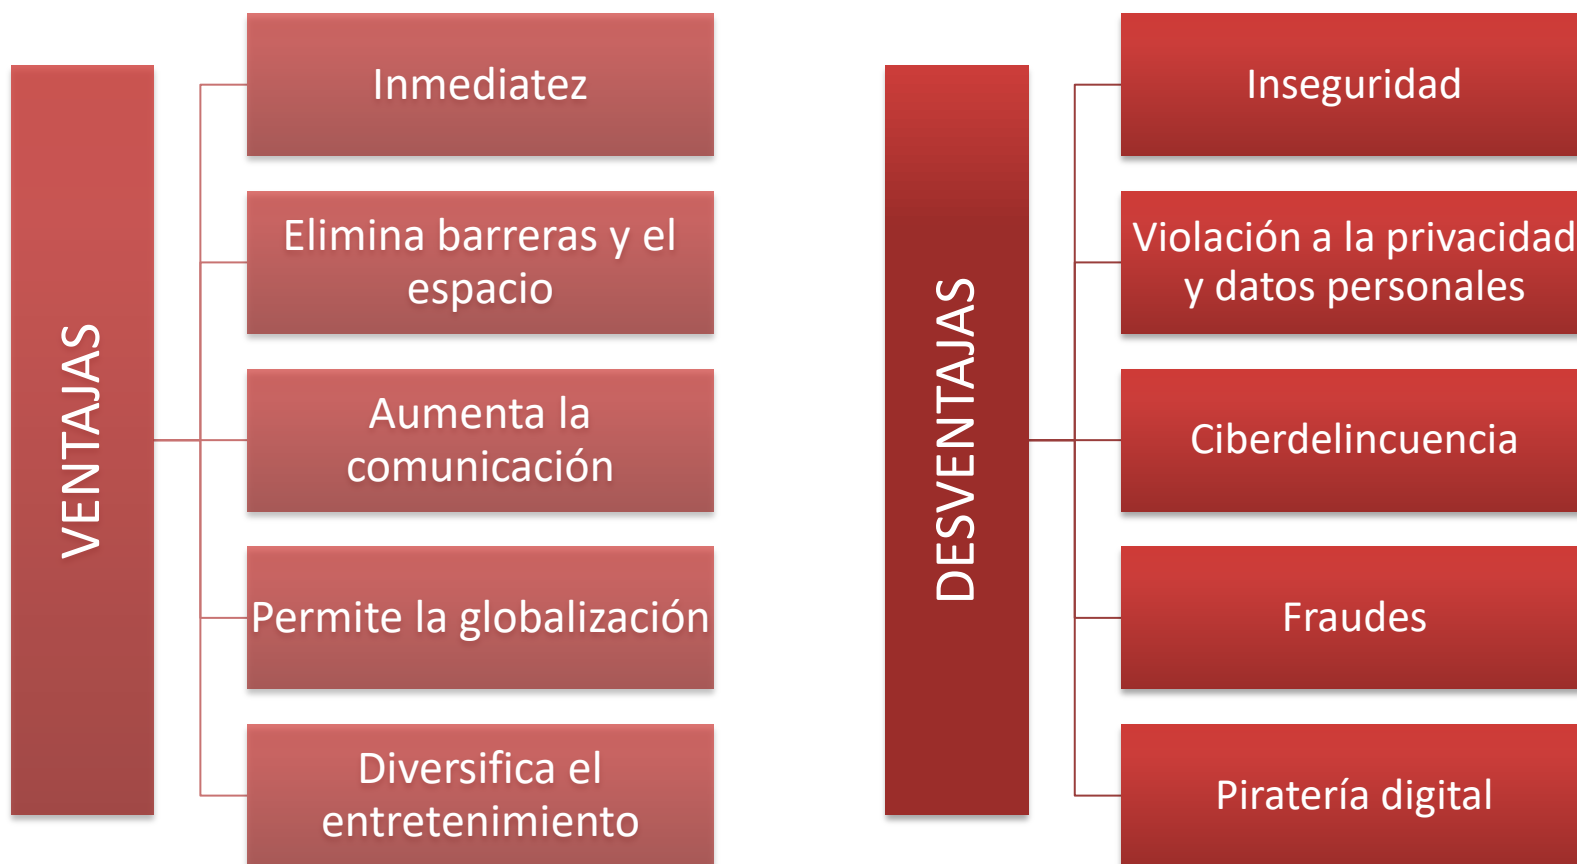 VENTAJAS
Inmediatez
Elimina barreras y el
espacio
Aumenta la
comunicación
Permite la globalización
Diversifica el
entretenimiento
DESVENTAJAS
Inseguridad
Violación a la privacidad
y datos personales
Ciberdelincuencia
Fraudes
Piratería digital